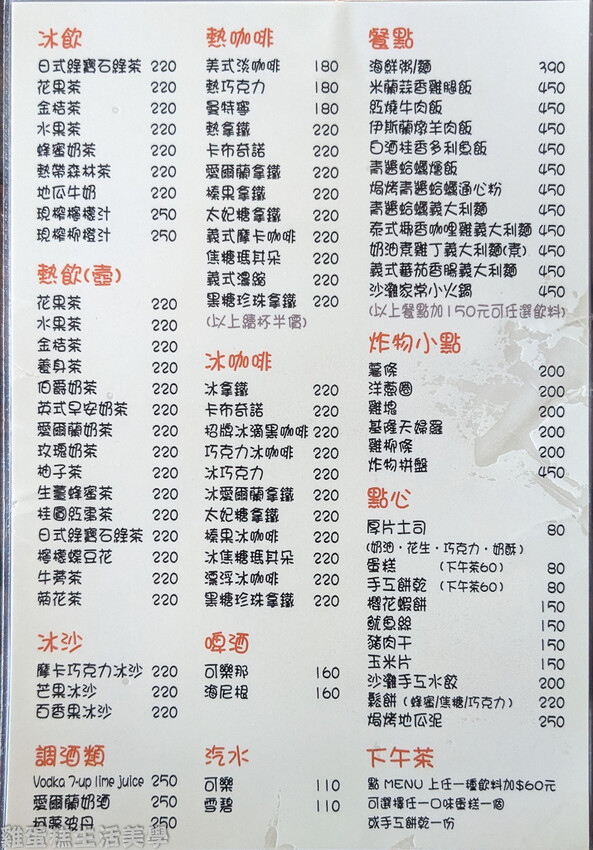 冰飲
日式綠寶石綠茶 220
花果茶 220
金桔茶 220
水果茶 220
蜂蜜奶茶 220
熱帶森林茶 220
地瓜牛奶 220
現榨檸檬汁 250
現榨柳橙汁 250
熱飲(壺)
花果茶 220
水果茶 220
金桔茶 220
養身茶 220
伯爵奶茶 220
英式早安奶茶 220
愛爾蘭奶茶 220
玫瑰奶茶 220
柚子茶 220
生薑蜂蜜茶 220
桂圓紅棗茶 220
日式綠寶石綠茶 220
檸檬蝶豆花 220
牛蒡茶 220
菊花茶 220
冰沙
摩卡巧克力冰沙 220
芒果冰沙 220
百香果冰沙 220
調酒類
Vodka 7-up lime juice 250
愛爾蘭奶酒 250
柯夢波丹 250
熱咖啡
美式淡咖啡 180
熱巧克力 180
曼特寧 180
熱拿鐵 220
卡布奇諾 220
愛爾蘭拿鐵 220
榛果拿鐵 220
太妃糖拿鐵 220
義式摩卡咖啡 220
焦糖瑪其朵 220
義式濃縮 220
黑糖珍珠拿鐵 220
(以上續杯半價)
冰咖啡
冰拿鐵 220
卡布奇諾 220
招牌冰滴黑咖啡 220
巧克力冰咖啡 220
冰巧克力 220
冰愛爾蘭拿鐵 220
太妃糖拿鐵 220
榛果冰咖啡 220
冰焦糖瑪其朵 220
漂浮冰咖啡 220
黑糖珍珠拿鐵 220
啤酒
可樂那 160
海尼根 160
汽水
可樂 110
雪碧 110
餐點
海鮮粥/麵 390
米蘭蒜香雞腿飯 450
紅燒牛肉飯 450
伊斯蘭燉羊肉飯 450
白酒桂香多利魚飯 450
青醬蛤蠣燉飯 450
焗烤青醬蛤蠣通心粉 450
青醬蛤蠣義大利麵 450
泰式椰香咖哩雞義大利麵 450
奶油素雞丁義大利麵(素) 450
義式蕃茄香腸義大利麵 450
沙灘家常小火鍋 450
(以上餐點加150元可任選飲料)
炸物小點
薯條 200
洋蔥圈 200
雞塊 200
基隆天婦羅 200
雞柳條 200
炸物拼盤 450
點心
厚片土司 80
(奶油·花生·巧克力·奶酥)
蛋糕 (下午茶60) 80
手工餅乾 (下午茶60) 80
櫻花蝦餅 150
魷魚絲 150
豬肉干 150
玉米片 150
沙灘手工水餃 200
鬆餅(蜂蜜/焦糖/巧克力) 220
焗烤地瓜泥 250
下午茶
點 MENU 上任一種飲料加$60元
可選擇任一口味蛋糕一個
或手工餅乾一份
雞蛋糕生活美學